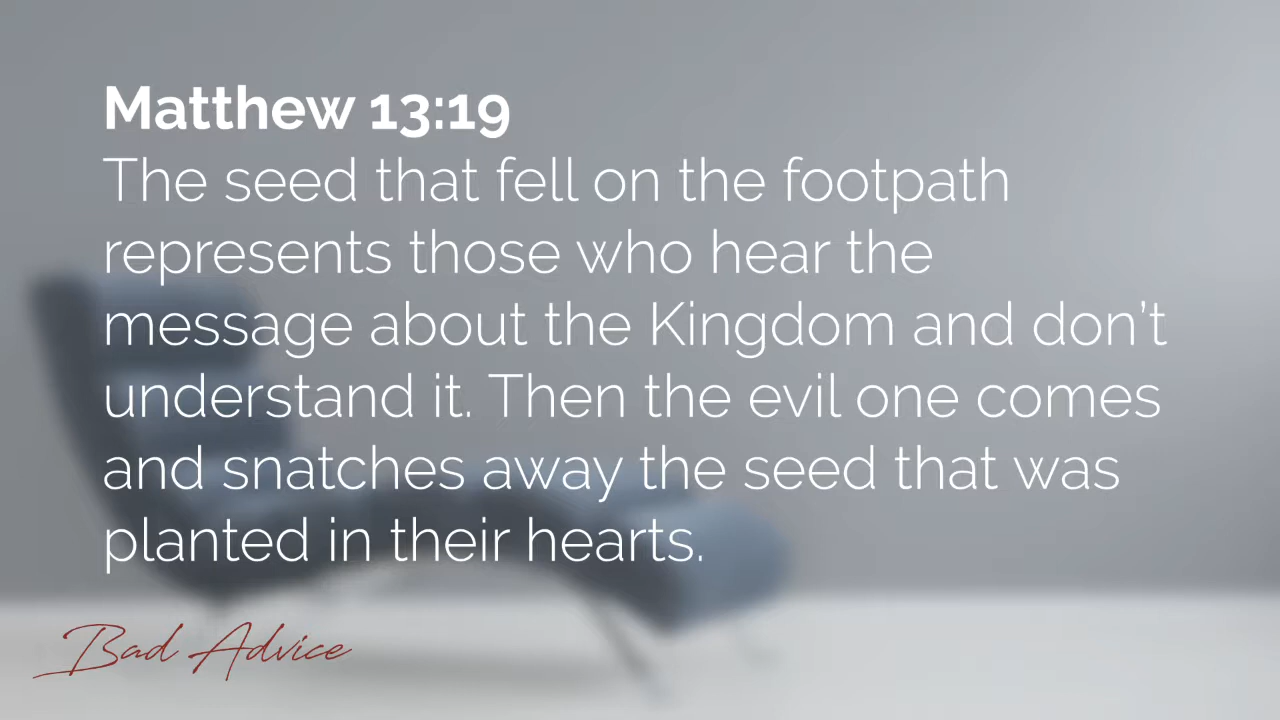 Matthew 13:19
The seed that fell on the footpath
represents those who hear the
message about the Kingdom and don’t
understand it. Then the evil one comes
and snatches away the seed that was
planted in their hearts.
Bad Advice